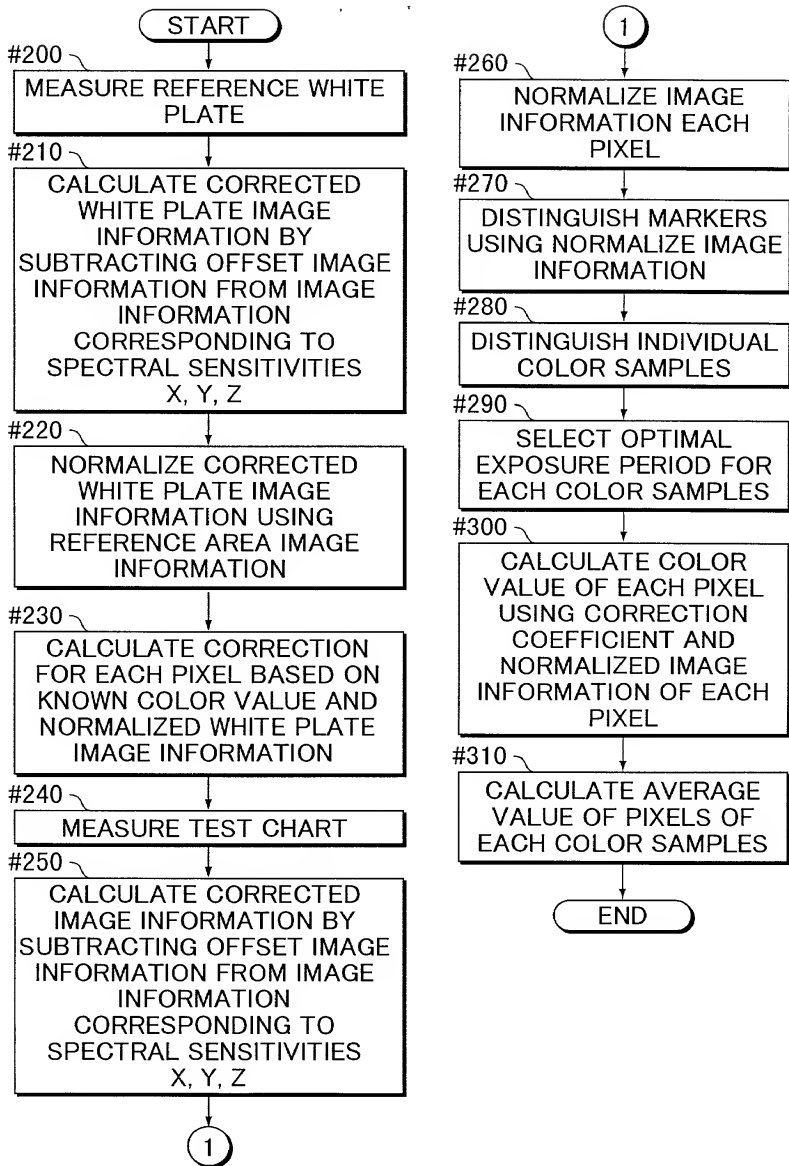 START
#200
MEASURE REFERENCE WHITE
PLATE
#210
CALCULATE CORRECTED
WHITE PLATE IMAGE
INFORMATION BY
SUBTRACTING OFFSET IMAGE
INFORMATION FROM IMAGE
INFORMATION
CORRESPONDING TO
SPECTRAL SENSITIVITIES
X, Y, Z
#220
NORMALIZE CORRECTED
WHITE PLATE IMAGE
INFORMATION USING
REFERENCE AREA IMAGE
INFORMATION
#230
CALCULATE CORRECTION
FOR EACH PIXEL BASED ON
KNOWN COLOR VALUE AND
NORMALIZED WHITE PLATE
IMAGE INFORMATION
#240
MEASURE TEST CHART
#250
CALCULATE CORRECTED
IMAGE INFORMATION BY
SUBTRACTING OFFSET IMAGE
INFORMATION FROM IMAGE
INFORMATION
CORRESPONDING TO
SPECTRAL SENSITIVITIES
X, Y, Z
1
1
#260
NORMALIZE IMAGE
INFORMATION EACH
PIXEL
#270
DISTINGUISH MARKERS
USING NORMALIZE IMAGE
INFORMATION
#280
DISTINGUISH INDIVIDUAL
COLOR SAMPLES
#290
SELECT OPTIMAL
EXPOSURE PERIOD FOR
EACH COLOR SAMPLES
#300
CALCULATE COLOR
VALUE OF EACH PIXEL
USING CORRECTION
COEFFICIENT AND
NORMALIZED IMAGE
INFORMATION OF EACH
PIXEL
#310
CALCULATE AVERAGE
VALUE OF PIXELS OF
EACH COLOR SAMPLES
END